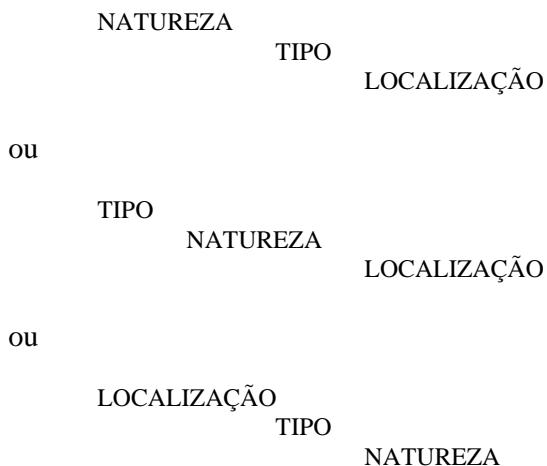 NATUREZA
TIPO
LOCALIZAÇÃO
ou
TIPO
NATUREZA
LOCALIZAÇÃO
ou
LOCALIZAÇÃO
TIPO
NATUREZA